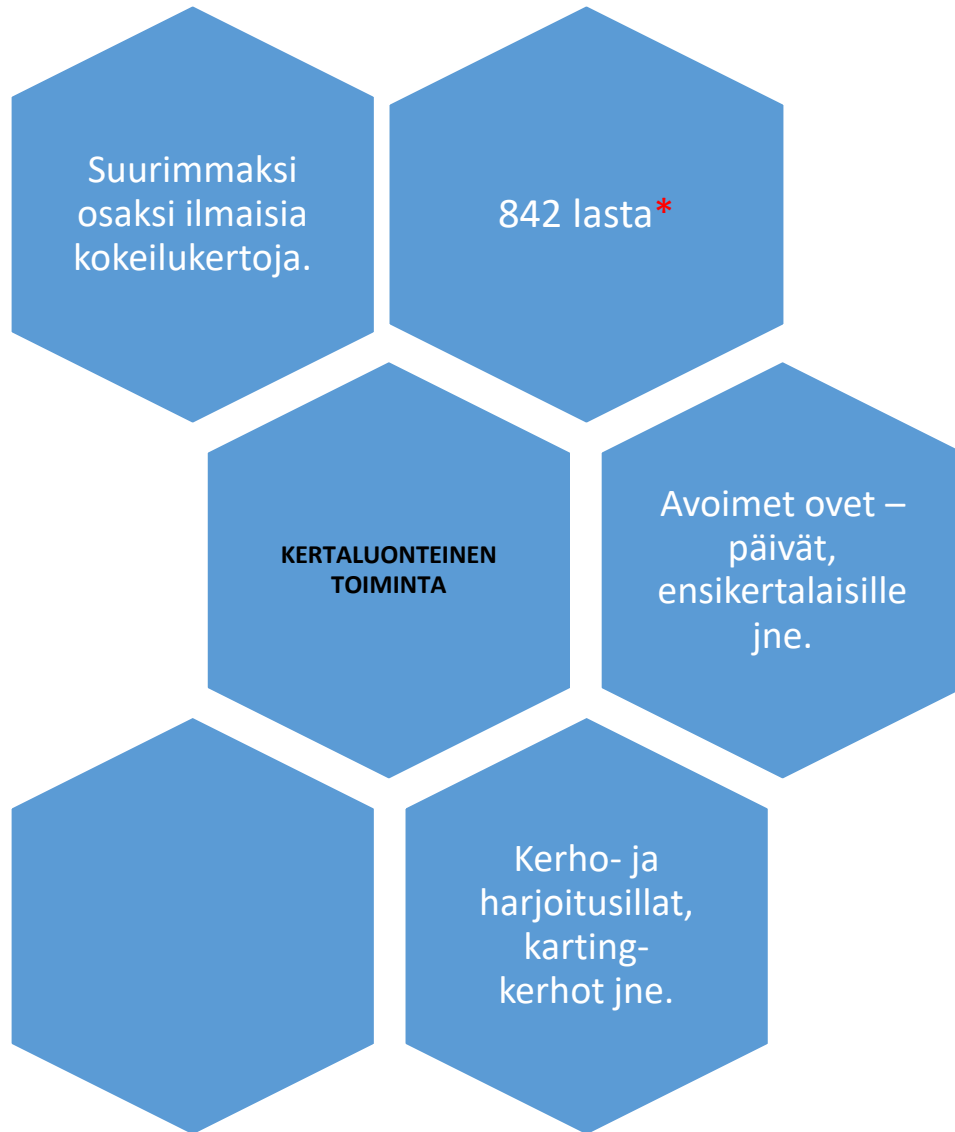 Suurimmaksi
osaksi ilmaisia
kokeilukertoja.
842 lasta*
KERTALUONTEINEN
TOIMINTA
Avoimet ovet –
päivät,
ensikertalaisille
jne.
Kerho- ja
harjoitusillat,
karting-
kerhot jne.